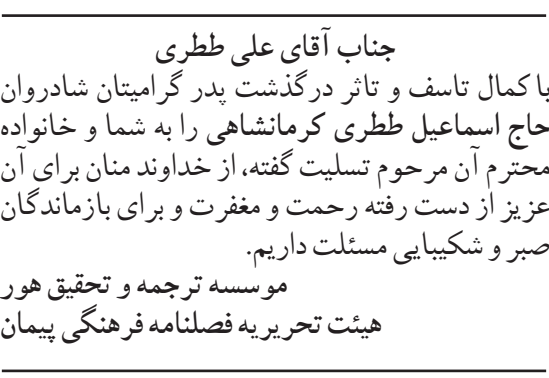 جناب آقای علی ططری
با کمال تاسف و تاثر درگذشت پدر گرامیتان شادروان
حاج اسماعیل ططری کرمانشاهی را به شما و خانواده
محترم آن مرحوم تسلیت گفته، از خداوند منان برای آن
عزیز از دست رفته رحمت و مغفرت و برای بازماندگان
صبر و شکیبایی مسئلت داریم.
موسسه ترجمه و تحقیق هور
هیئت تحریریه فصلنامه فرهنگی پیمان